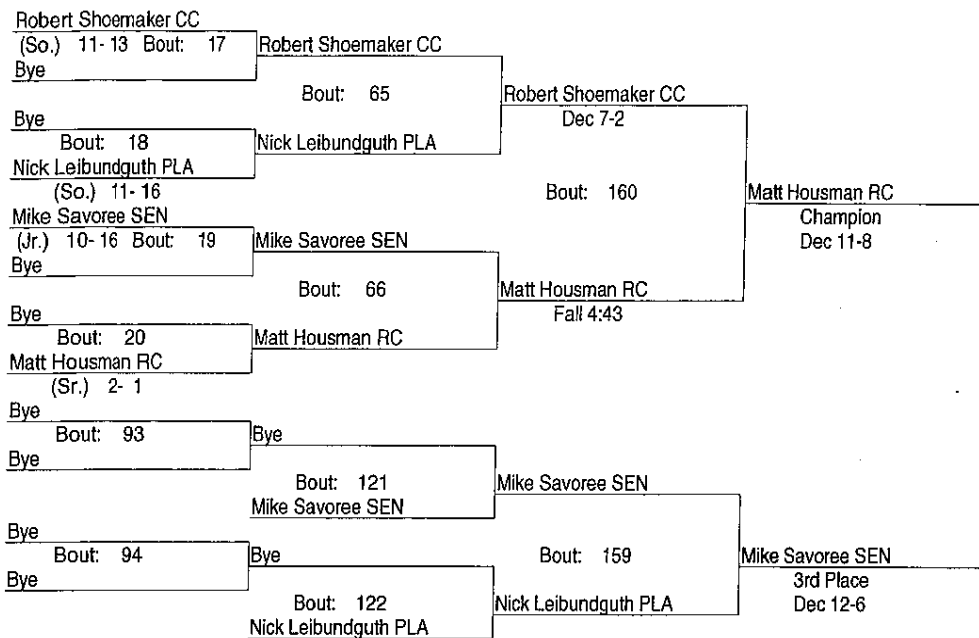 Robert Shoemaker CC
(So.) 11- 13 Bout: 17
Robert Shoemaker CC
Bye
Bout: 65
Robert Shoemaker CC
Dec 7-2
Bye
Bout: 18
Nick Leibundguth PLA
Nick Leibundguth PLA
(So.) 11- 16
Bout: 160
Matt Housman RC
Champion
Dec 11-8
Mike Savoree SEN
(Jr.) 10- 16 Bout: 19
Mike Savoree SEN
Bye
Bout: 66
Matt Housman RC
Fall 4:43
Bye
Bout: 20
Matt Housman RC
Matt Housman RC
(Sr.) 2- 1
Bye
Bout: 93
Bye
Bye
Bout: 121
Mike Savoree SEN
Mike Savoree SEN
Bye
Bout: 94
Bye
Bye
Bout: 159
Mike Savoree SEN
3rd Place
Dec 12-6
Bout: 122
Nick Leibundguth PLA
Nick Leibundguth PLA